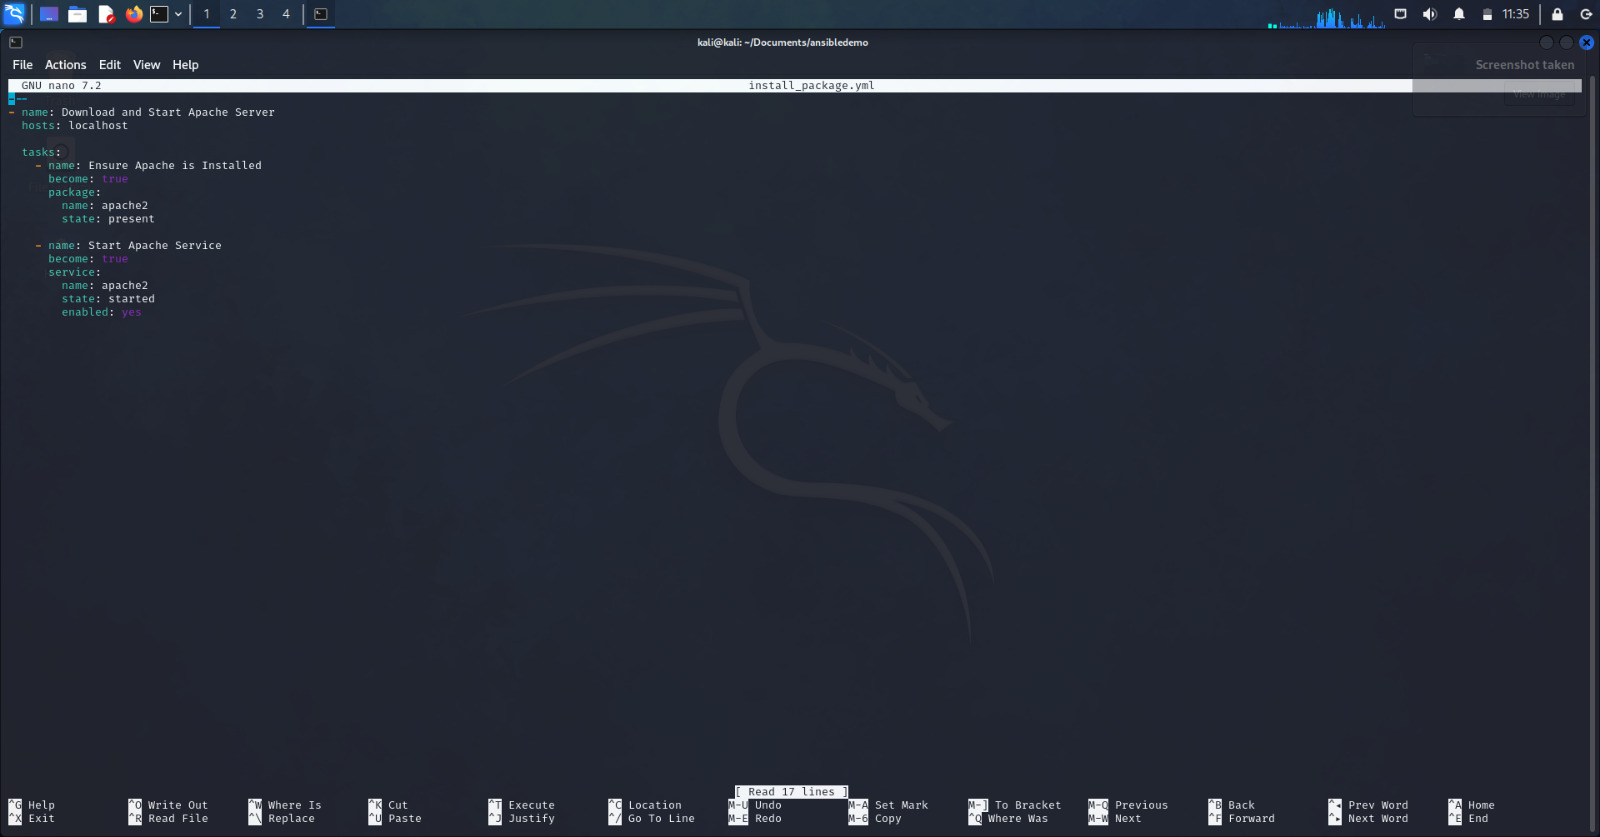 1 2 3 4 11:35
kali@kali: ~/Documents/ansibledemo
File Actions Edit View Help
Screenshot taken
View Image
GNU nano 7.2 install_package.yml
---
- name: Download and Start Apache Server
  hosts: localhost

  tasks:
    - name: Ensure Apache is Installed
      become: true
      package:
        name: apache2
        state: present

    - name: Start Apache Service
      become: true
      service:
        name: apache2
        state: started
        enabled: yes
[ Read 17 lines ]
^G Help ^O Write Out ^W Where Is ^K Cut ^T Execute ^C Location M-U Undo M-A Set Mark M-] To Bracket M-Q Previous ^B Back ^◂ Prev Word ^A Home
^X Exit ^R Read File ^\ Replace ^U Paste ^J Justify ^/ Go To Line M-E Redo M-6 Copy ^Q Where Was M-W Next ^F Forward ^▸ Next Word ^E End